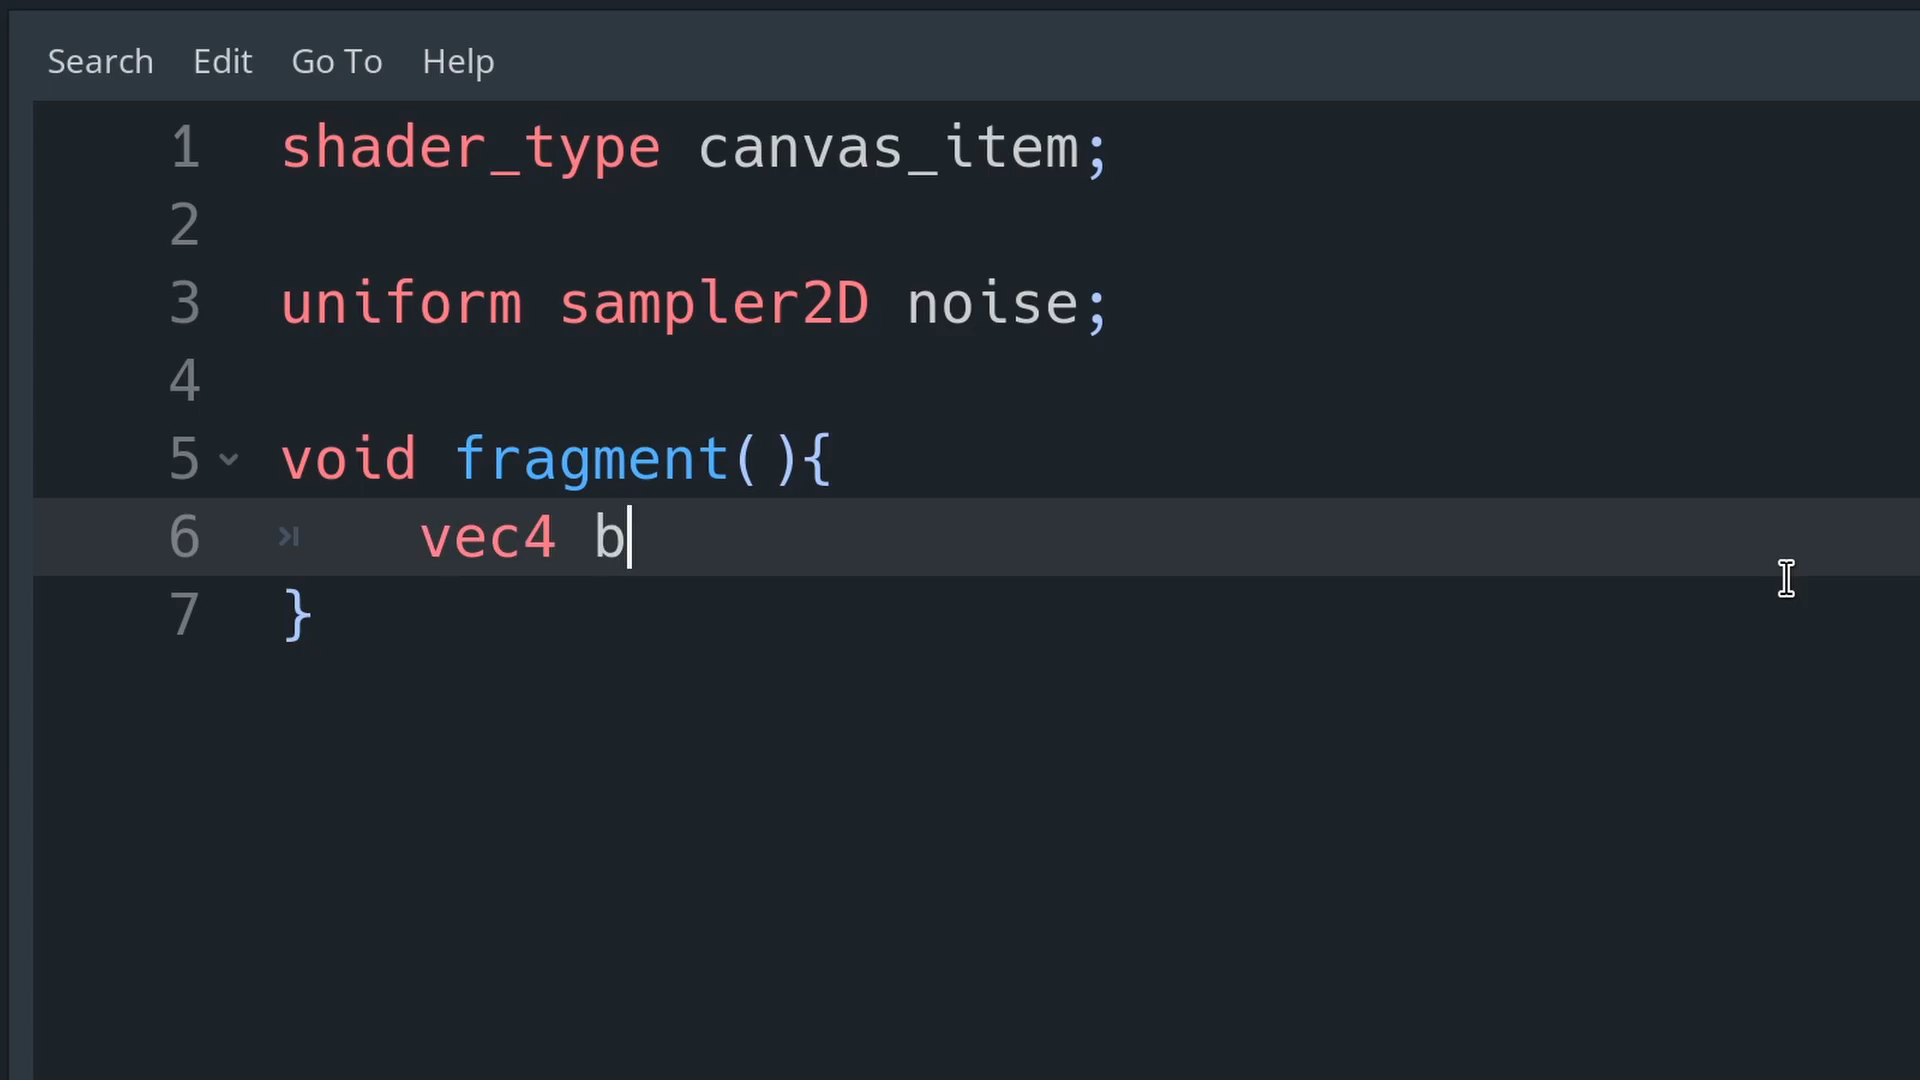 Search Edit Go To Help
1 shader_type canvas_item;
2
3 uniform sampler2D noise;
4
5 void fragment(){
6 vec4 b
7 }